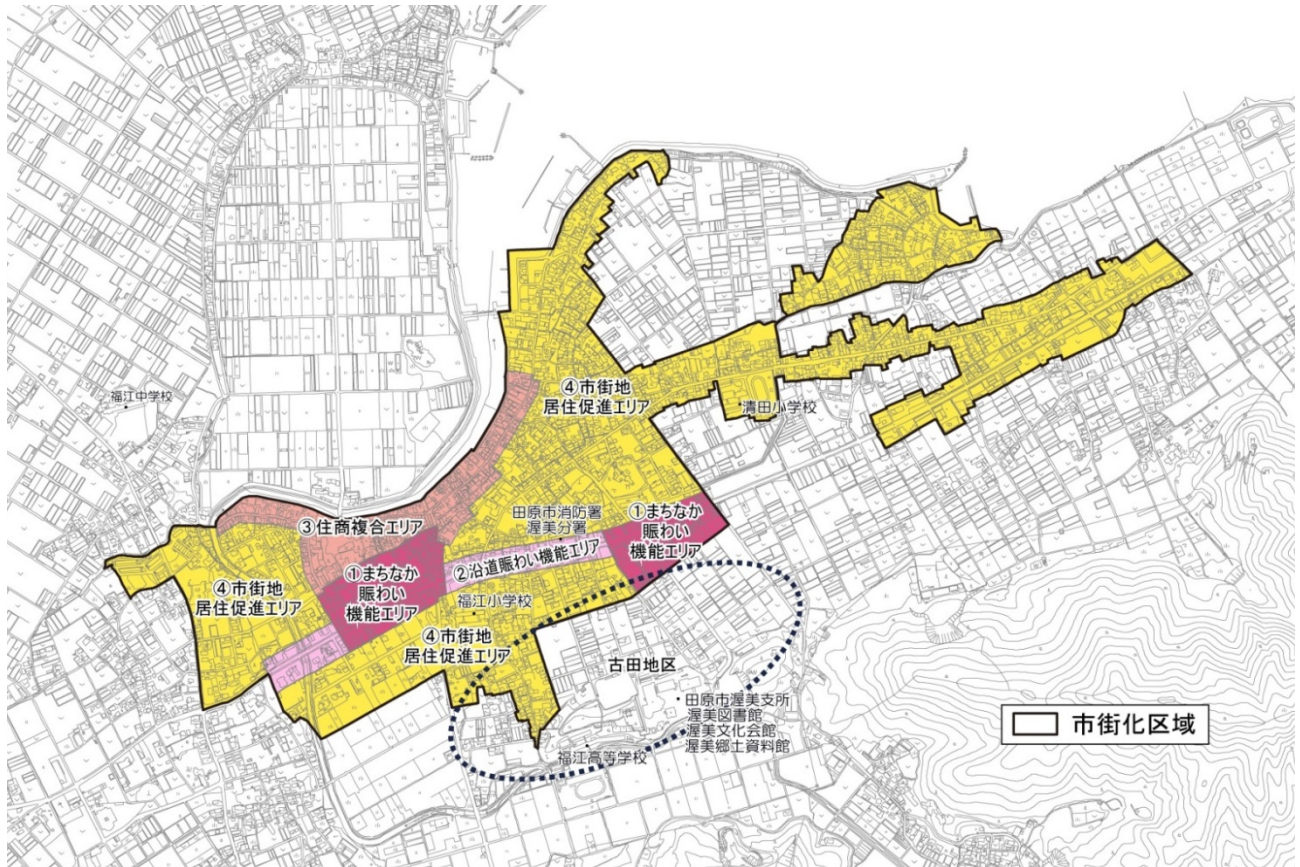 福江中学校
④市街地
居住促進エリア
清田小学校
③住商複合エリア
田原市消防署
渥美分署
①まちなか
賑わい
機能エリア
②沿道賑わい機能エリア
①まちなか
賑わい
機能エリア
④市街地
居住促進エリア
福江小学校
④市街地
居住促進エリア
古田地区
田原市渥美支所
渥美図書館
渥美文化会館
渥美郷土資料館
福江高等学校
市街化区域